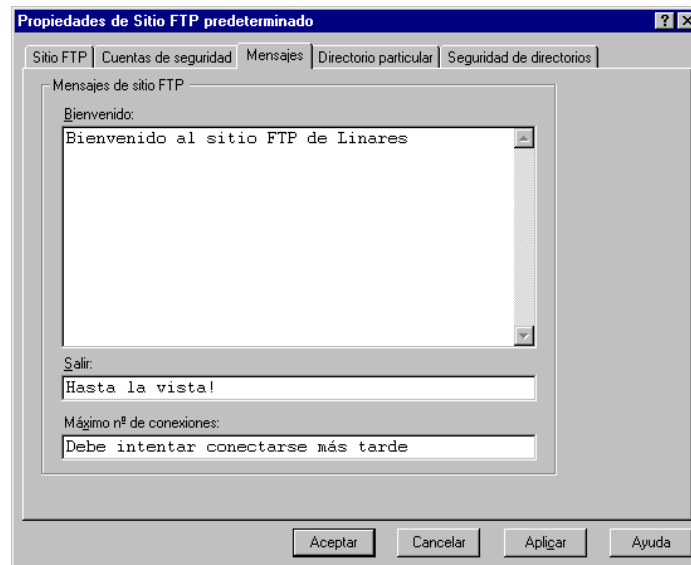 Propiedades de Sitio FTP predeterminado
Sitio FTP Cuentas de seguridad Mensajes Directorio particular Seguridad de directorios
Mensajes de sitio FTP
Bienvenido:
Bienvenido al sitio FTP de Linares
Salir:
Hasta la vista!
Máximo nº de conexiones:
Debe intentar conectarse más tarde
Aceptar Cancelar Aplicar Ayuda